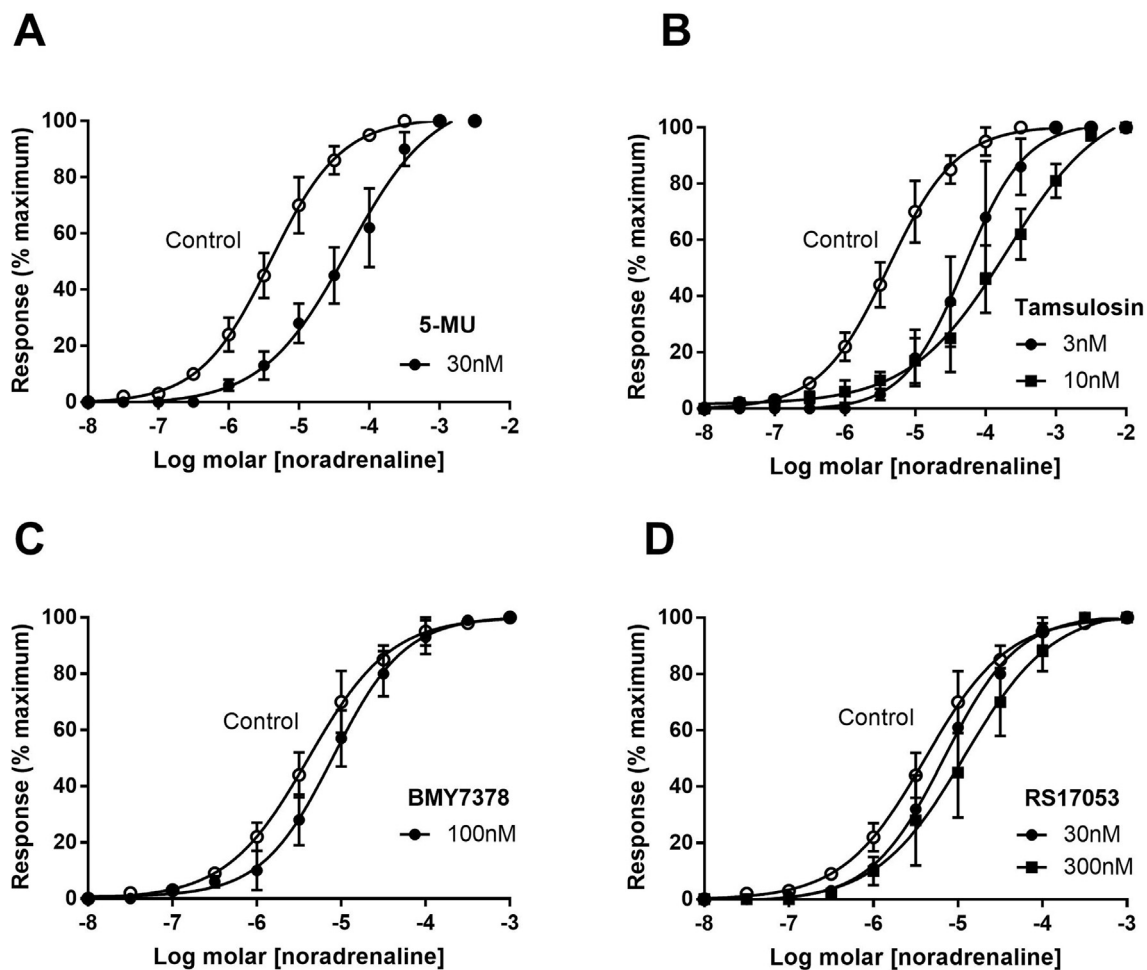 A
Response (% maximum)
100
80
60
40
20
0
Control
5-MU
30nM
-8 -7 -6 -5 -4 -3 -2
Log molar [noradrenaline]
B
Response (% maximum)
100
80
60
40
20
0
Control
Tamsulosin
3nM
10nM
-8 -7 -6 -5 -4 -3 -2
Log molar [noradrenaline]
C
Response (% maximum)
100
80
60
40
20
0
Control
BMY7378
100nM
-8 -7 -6 -5 -4 -3
Log molar [noradrenaline]
D
Response (% maximum)
100
80
60
40
20
0
Control
RS17053
30nM
300nM
-8 -7 -6 -5 -4 -3
Log molar [noradrenaline]